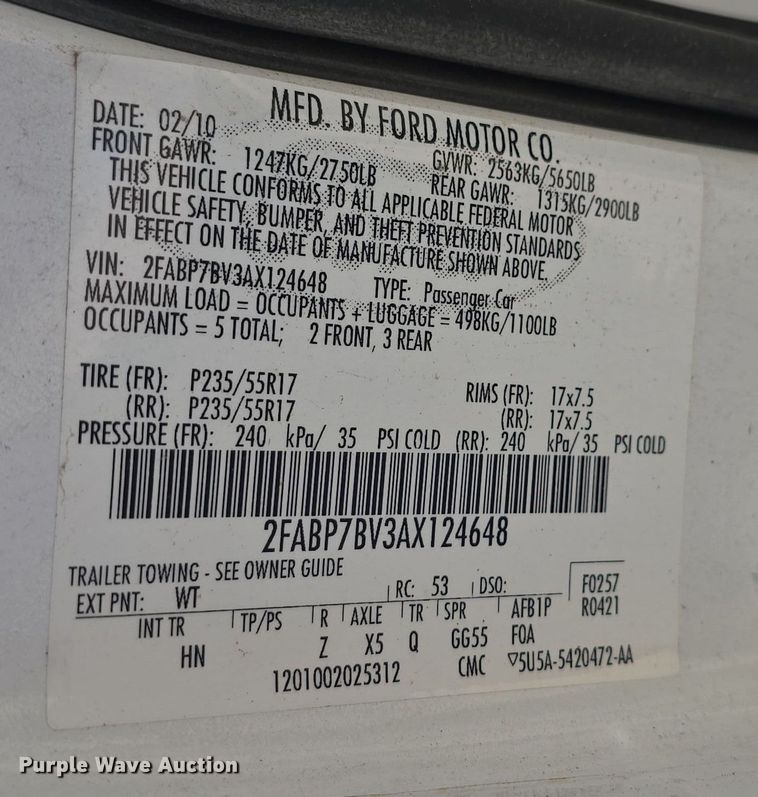 MFD. BY FORD MOTOR CO.
DATE: 02/10 GVWR: 2563KG/5650LB
FRONT GAWR: 1247KG/2750LB REAR GAWR: 1315KG/2900LB
THIS VEHICLE CONFORMS TO ALL APPLICABLE FEDERAL MOTOR
VEHICLE SAFETY, BUMPER, AND THEFT PREVENTION STANDARDS
IN EFFECT ON THE DATE OF MANUFACTURE SHOWN ABOVE.
VIN: 2FABP7BV3AX124648 TYPE: Passenger Car
MAXIMUM LOAD = OCCUPANTS + LUGGAGE = 498KG/1100LB
OCCUPANTS = 5 TOTAL; 2 FRONT, 3 REAR
TIRE (FR): P235/55R17 RIMS (FR): 17x7.5
(RR): P235/55R17 (RR): 17x7.5
PRESSURE (FR): 240 kPa/ 35 PSI COLD (RR): 240 kPa/ 35 PSI COLD
2FABP7BV3AX124648
TRAILER TOWING - SEE OWNER GUIDE
EXT PNT: WT RC: 53 DSO: F0257
INT TR TP/PS R AXLE TR SPR AFB1P R0421
HN Z X5 Q GG55 FOA
1201002025312 CMC ▽5U5A-5420472-AA
Purple Wave Auction